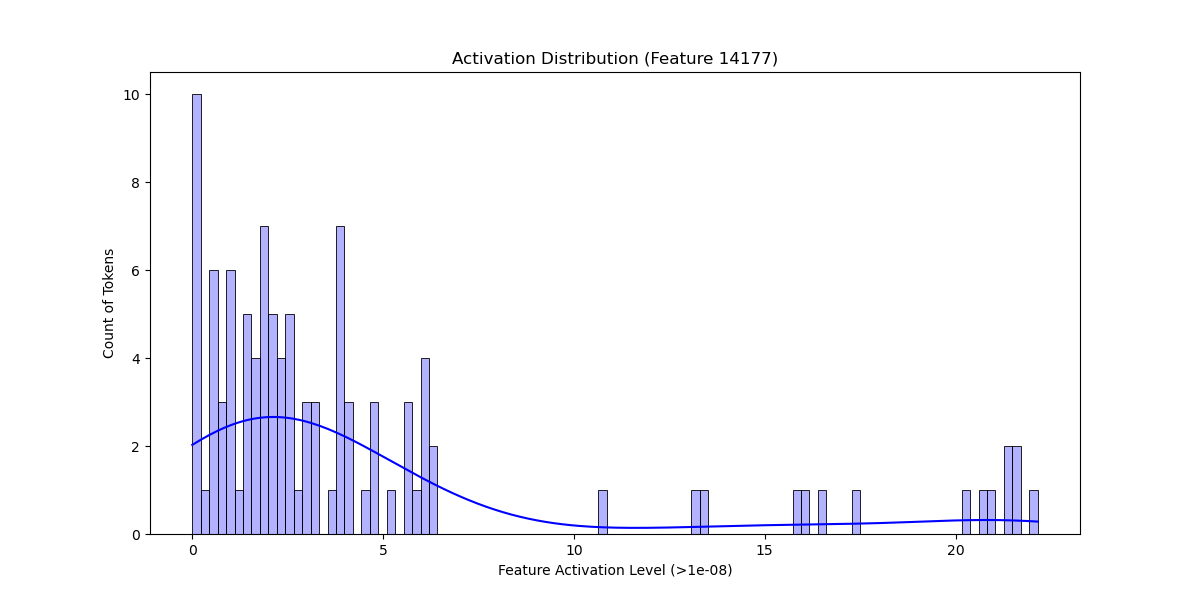 Activation Distribution (Feature 14177)
10
8
6
4
2
0
Count of Tokens
0 5 10 15 20
Feature Activation Level (>1e-08)